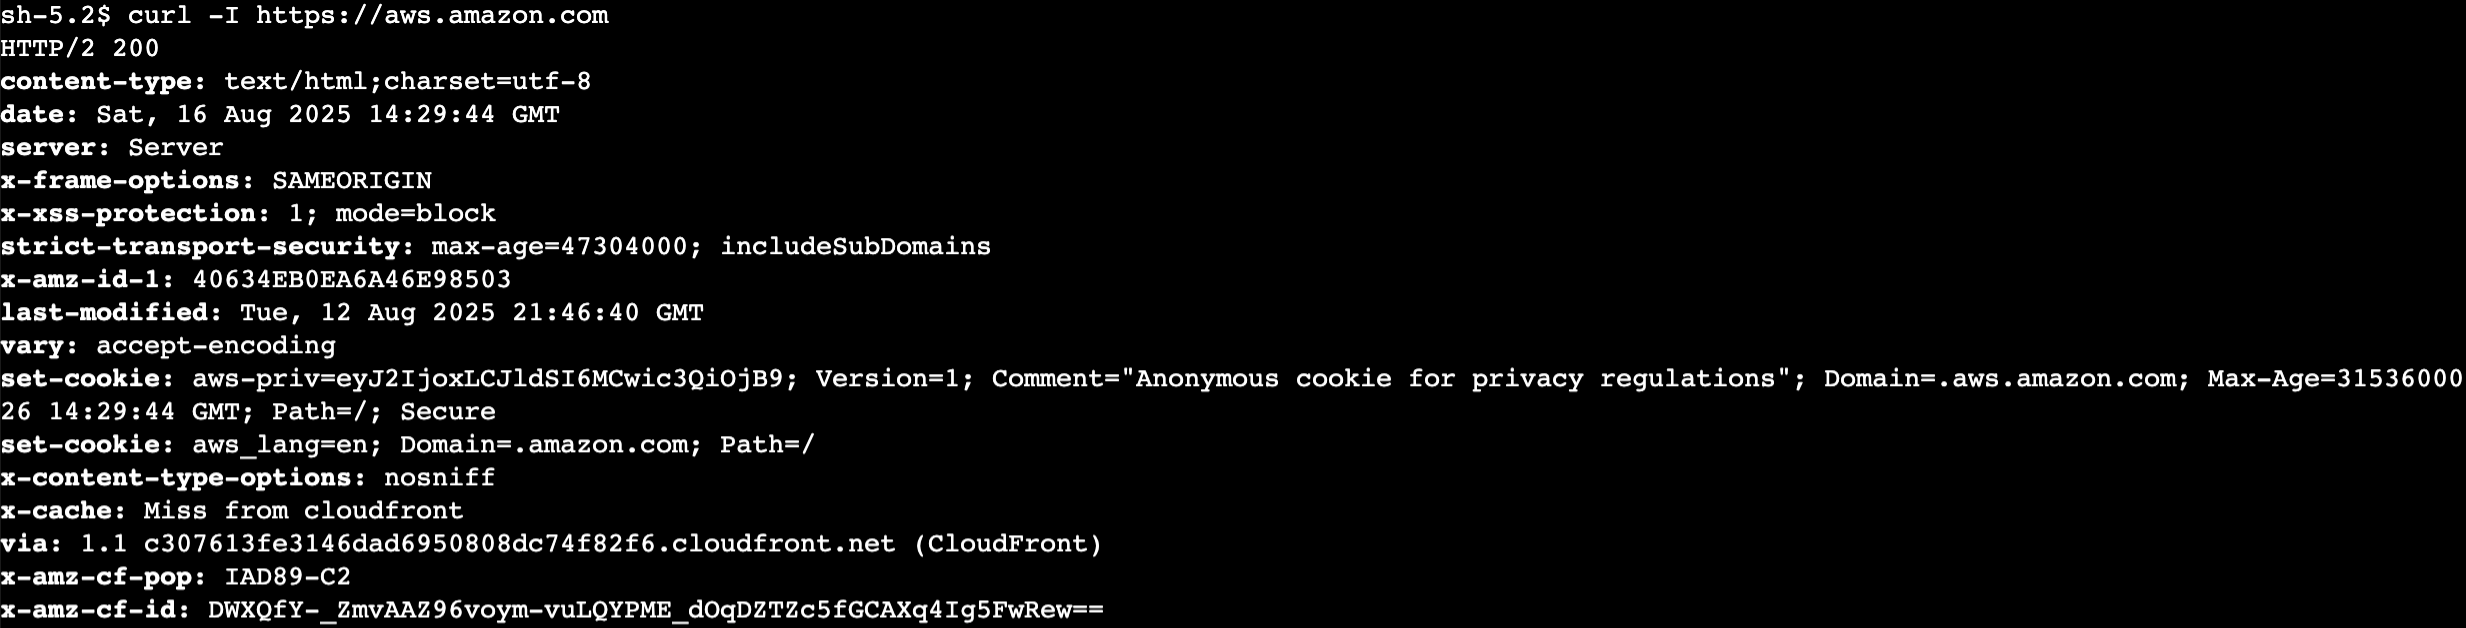 sh-5.2$ curl -I https://aws.amazon.com
HTTP/2 200
content-type: text/html;charset=utf-8
date: Sat, 16 Aug 2025 14:29:44 GMT
server: Server
x-frame-options: SAMEORIGIN
x-xss-protection: 1; mode=block
strict-transport-security: max-age=47304000; includeSubDomains
x-amz-id-1: 40634EB0EA6A46E98503
last-modified: Tue, 12 Aug 2025 21:46:40 GMT
vary: accept-encoding
set-cookie: aws-priv=eyJ2IjoxLCJldSI6MCwic3QiOjB9; Version=1; Comment="Anonymous cookie for privacy regulations"; Domain=.aws.amazon.com; Max-Age=31536000
26 14:29:44 GMT; Path=/; Secure
set-cookie: aws_lang=en; Domain=.amazon.com; Path=/
x-content-type-options: nosniff
x-cache: Miss from cloudfront
via: 1.1 c307613fe3146dad6950808dc74f82f6.cloudfront.net (CloudFront)
x-amz-cf-pop: IAD89-C2
x-amz-cf-id: DWXQfY-_ZmvAAZ96voym-vuLQYPME_dOqDZTZc5fGCAXq4Ig5FwRew==